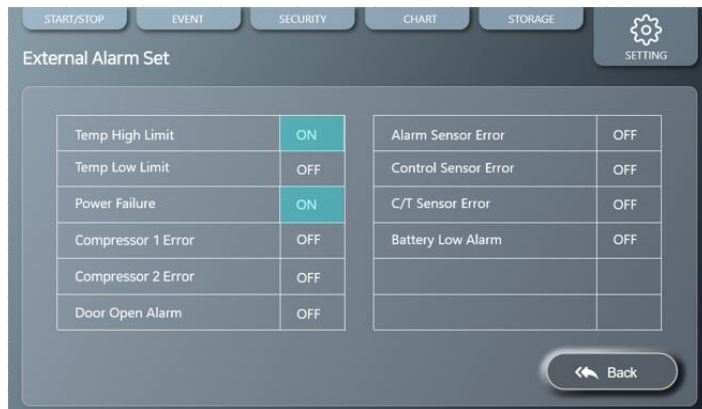 START/STOP EVENT SECURITY CHART STORAGE
SETTING
External Alarm Set
Temp High Limit ON Alarm Sensor Error OFF
Temp Low Limit OFF Control Sensor Error OFF
Power Failure ON C/T Sensor Error OFF
Compressor 1 Error OFF Battery Low Alarm OFF
Compressor 2 Error OFF
Door Open Alarm OFF
Back